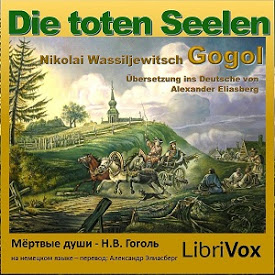 Die toten Seelen
Nikolai Wassiljewitsch Gogol
Übersetzung ins Deutsche von
Alexander Eliasberg
Мёртвые души - Н.В. Гоголь
на немецком языке – перевод: Александр Элиасберг
LibriVox